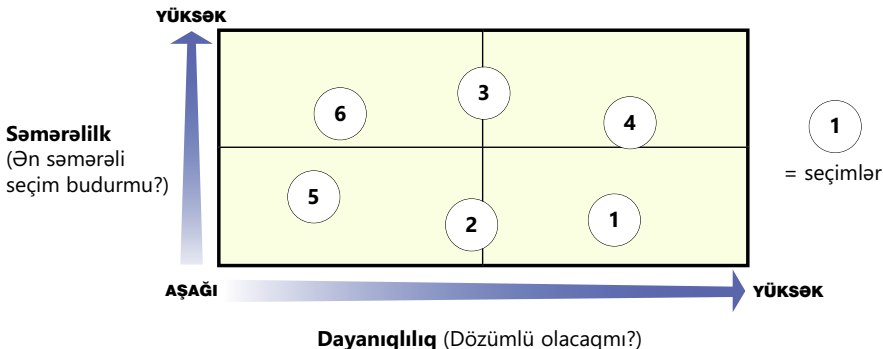 YÜKSƏK
Səmərəlilk
(Ən səmərəli
seçim budurmu?)
6
3
4
5
2
1
1
= seçimlər
AŞAĞI
YÜKSƏK
Dayanıqlılıq (Dözümlü olacaqmı?)